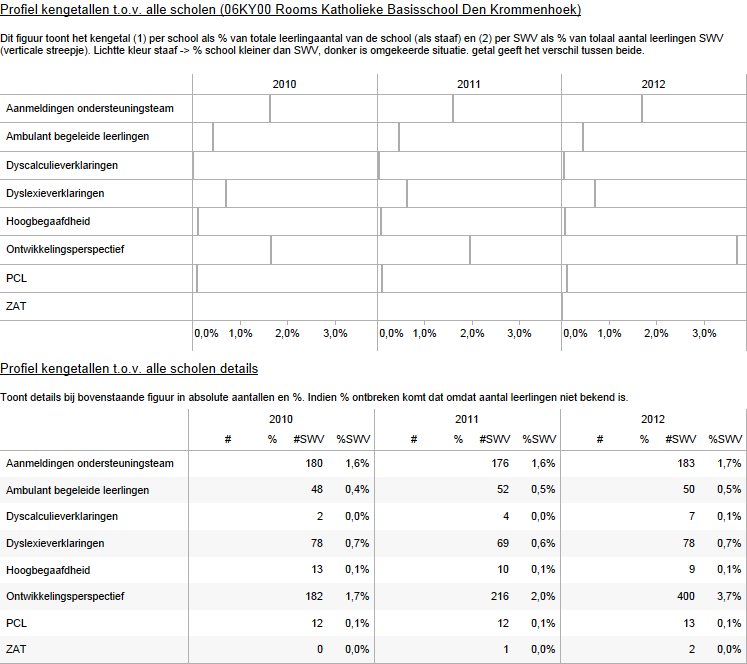 Profiel kengetallen t.o.v. alle scholen (06KY00 Rooms Katholieke Basisschool Den Krommenhoek)
Dit figuur toont het kengetal (1) per school als % van totale leerlingaantal van de school (als staaf) en (2) per SWV als % van tolaal aantal leerlingen SWV
(verticale streepje). Lichtte kleur staaf -> % school kleiner dan SWV, donker is omgekeerde situatie. getal geeft het verschil tussen beide.
2010 2011 2012
Aanmeldingen ondersteuningsteam
Ambulant begeleide leerlingen
Dyscalculieverklaringen
Dyslexieverklaringen
Hoogbegaafdheid
Ontwikkelingsperspectief
PCL
ZAT
0,0% 1,0% 2,0% 3,0% 0,0% 1,0% 2,0% 3,0% 0,0% 1,0% 2,0% 3,0%
Profiel kengetallen t.o.v. alle scholen details
Toont details bij bovenstaande figuur in absolute aantallen en %. Indien % ontbreken komt dat omdat aantal leerlingen niet bekend is.
2010 2011 2012
# % #SWV %SWV # % #SWV %SWV # % #SWV %SWV
Aanmeldingen ondersteuningsteam 180 1,6% 176 1,6% 183 1,7%
Ambulant begeleide leerlingen 48 0,4% 52 0,5% 50 0,5%
Dyscalculieverklaringen 2 0,0% 4 0,0% 7 0,1%
Dyslexieverklaringen 78 0,7% 69 0,6% 78 0,7%
Hoogbegaafdheid 13 0,1% 10 0,1% 9 0,1%
Ontwikkelingsperspectief 182 1,7% 216 2,0% 400 3,7%
PCL 12 0,1% 12 0,1% 13 0,1%
ZAT 0 0,0% 1 0,0% 2 0,0%